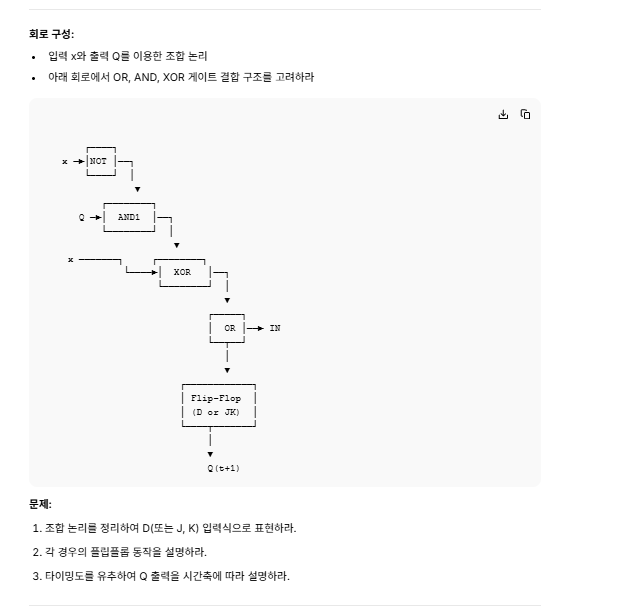 회로 구성:
• 입력 x와 출력 Q를 이용한 조합 논리
• 아래 회로에서 OR, AND, XOR 게이트 결합 구조를 고려하라
x NOT
Q AND1
x XOR
OR IN
Flip-Flop
(D or JK)
Q(t+1)
문제:
1. 조합 논리를 정리하여 D(또는 J, K) 입력식으로 표현하라.
2. 각 경우의 플립플롭 동작을 설명하라.
3. 타이밍도를 유추하여 Q 출력을 시간축에 따라 설명하라.